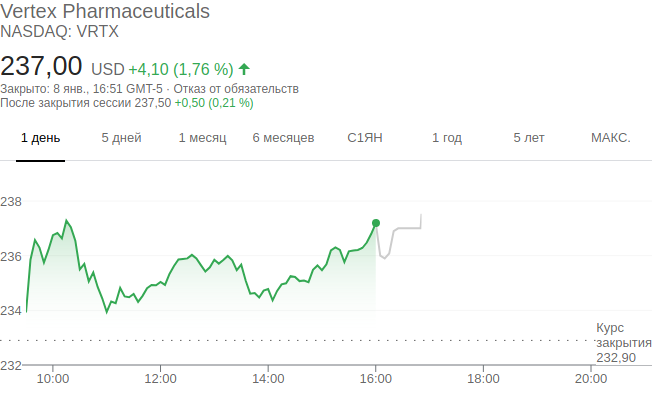 Vertex Pharmaceuticals
NASDAQ: VRTX
237,00 USD +4,10 (1,76 %)
Закрыто: 8 янв., 16:51 GMT-5 · Отказ от обязательств
После закрытия сессии 237,50 +0,50 (0,21 %)
1 день 5 дней 1 месяц 6 месяцев С1ЯН 1 год 5 лет МАКС.
238
236
234
Курс
закрытия
232,90
232
10:00 12:00 14:00 16:00 18:00 20:00